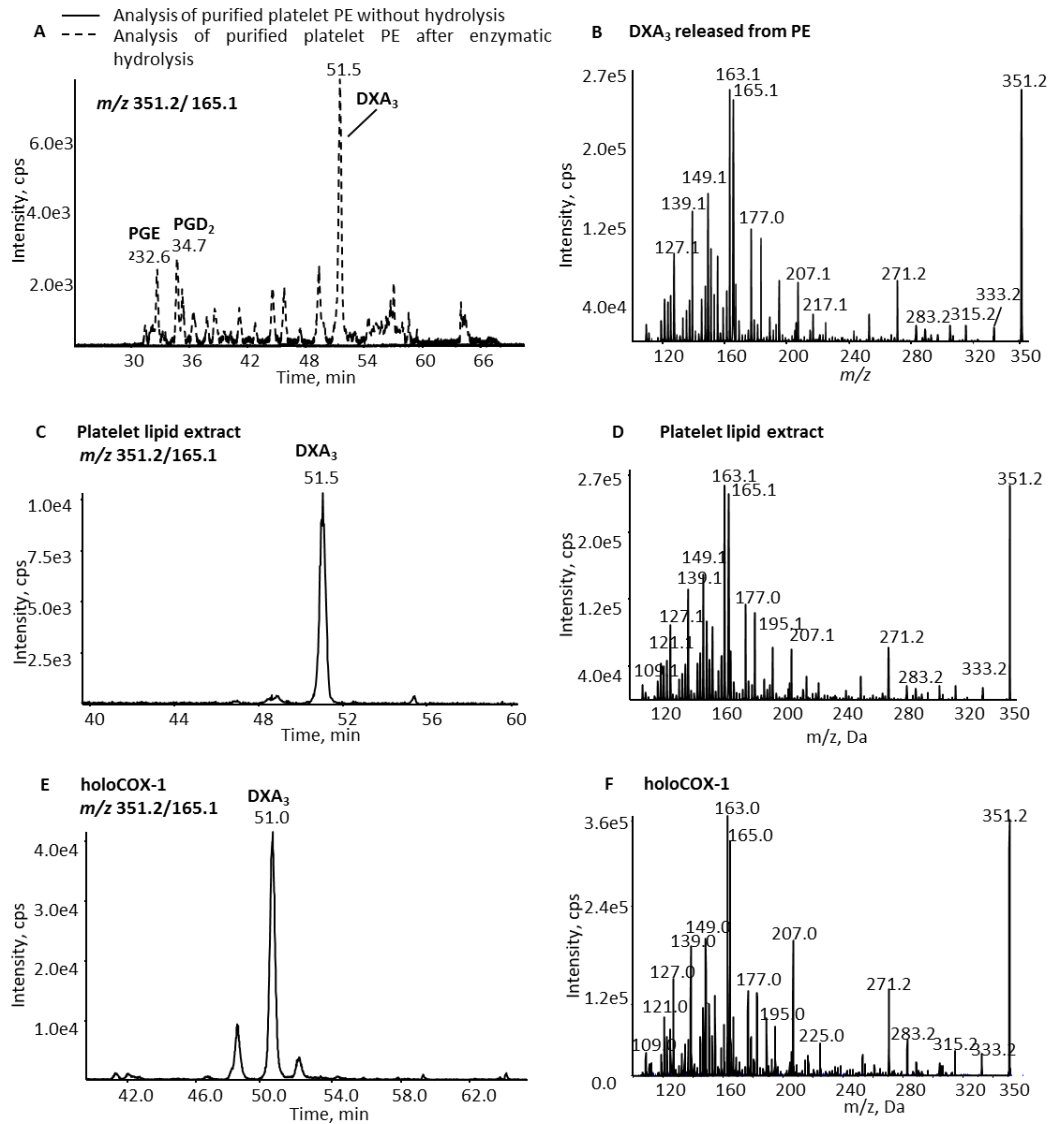 Analysis of purified platelet PE without hydrolysis
A
Analysis of purified platelet PE after enzymatic
hydrolysis
m/z 351.2/ 165.1
51.5
DXA3
6.0e3
4.0e3
2.0e3
Intensity, cps
PGE
232.6
PGD2
34.7
30 36 42 48 54 60 66
Time, min
B DXA3 released from PE
2.7e5
2.0e5
1.2e5
4.0e4
Intensity, cps
163.1
165.1
351.2
149.1
139.1
177.0
127.1
207.1
217.1
271.2
283.2
315.2
333.2
120 160 200 240 280 320 350
m/z
C Platelet lipid extract
m/z 351.2/165.1
DXA3
51.5
1.0e4
7.5e3
5.0e3
2.5e3
Intensity, cps
40 44 48 52 56 60
Time, min
D Platelet lipid extract
2.7e5
2.0e5
1.2e5
4.0e4
Intensity, cps
163.1
165.1
351.2
149.1
139.1
177.0
127.1
195.1
121.1
207.1
109.1
271.2
283.2
333.2
120 160 200 240 280 320 350
m/z, Da
E holoCOX-1
m/z 351.2/165.1
DXA3
51.0
4.0e4
3.0e4
2.0e4
1.0e4
Intensity, cps
42.0 46.0 50.0 54.0 58.0 62.0
Time, min
F holoCOX-1
3.6e5
2.4e5
1.2e5
0.0
Intensity, cps
163.0
165.0
351.2
149.0
139.0
207.0
127.0
177.0
121.0
195.0
109.0
225.0
271.2
283.2
315.2
333.2
120 160 200 240 280 320 350
m/z, Da